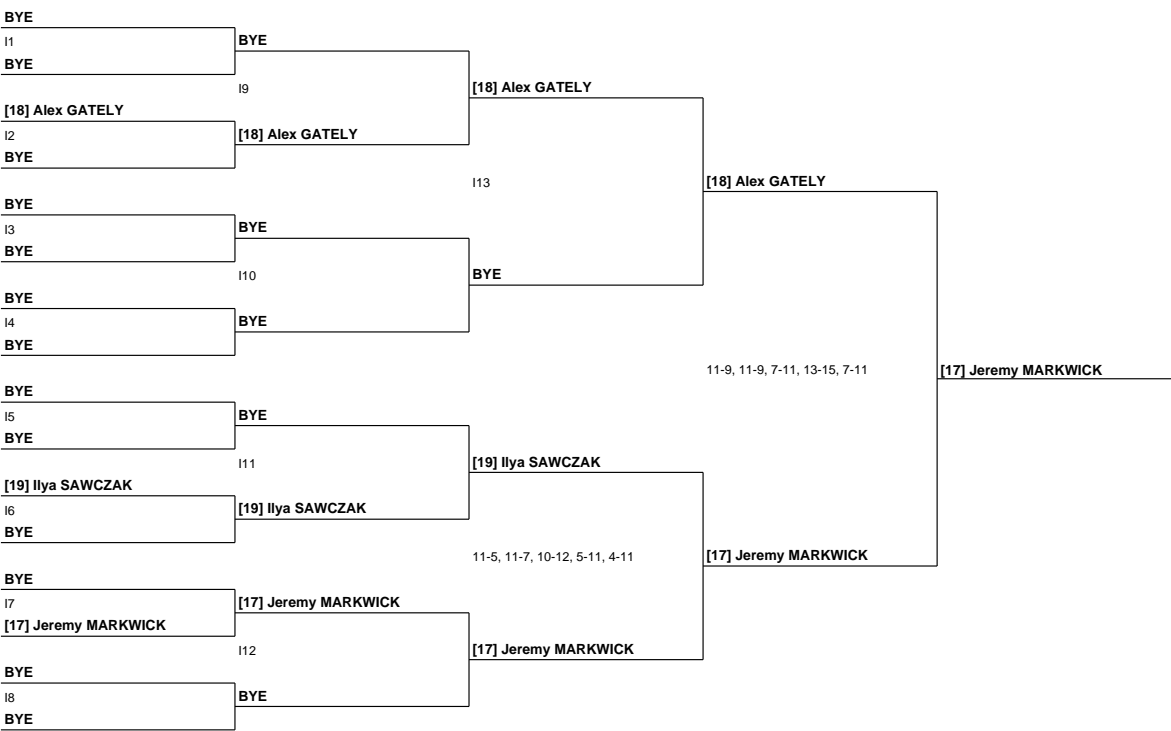 BYE
I1
BYE
BYE
I9
[18] Alex GATELY
[18] Alex GATELY
I2
[18] Alex GATELY
BYE
I13
[18] Alex GATELY
BYE
I3
BYE
BYE
I10
BYE
BYE
I4
BYE
BYE
11-9, 11-9, 7-11, 13-15, 7-11
[17] Jeremy MARKWICK
BYE
I5
BYE
BYE
I11
[19] Ilya SAWCZAK
[19] Ilya SAWCZAK
I6
[19] Ilya SAWCZAK
BYE
11-5, 11-7, 10-12, 5-11, 4-11
[17] Jeremy MARKWICK
BYE
I7
[17] Jeremy MARKWICK
[17] Jeremy MARKWICK
I12
[17] Jeremy MARKWICK
BYE
I8
BYE
BYE